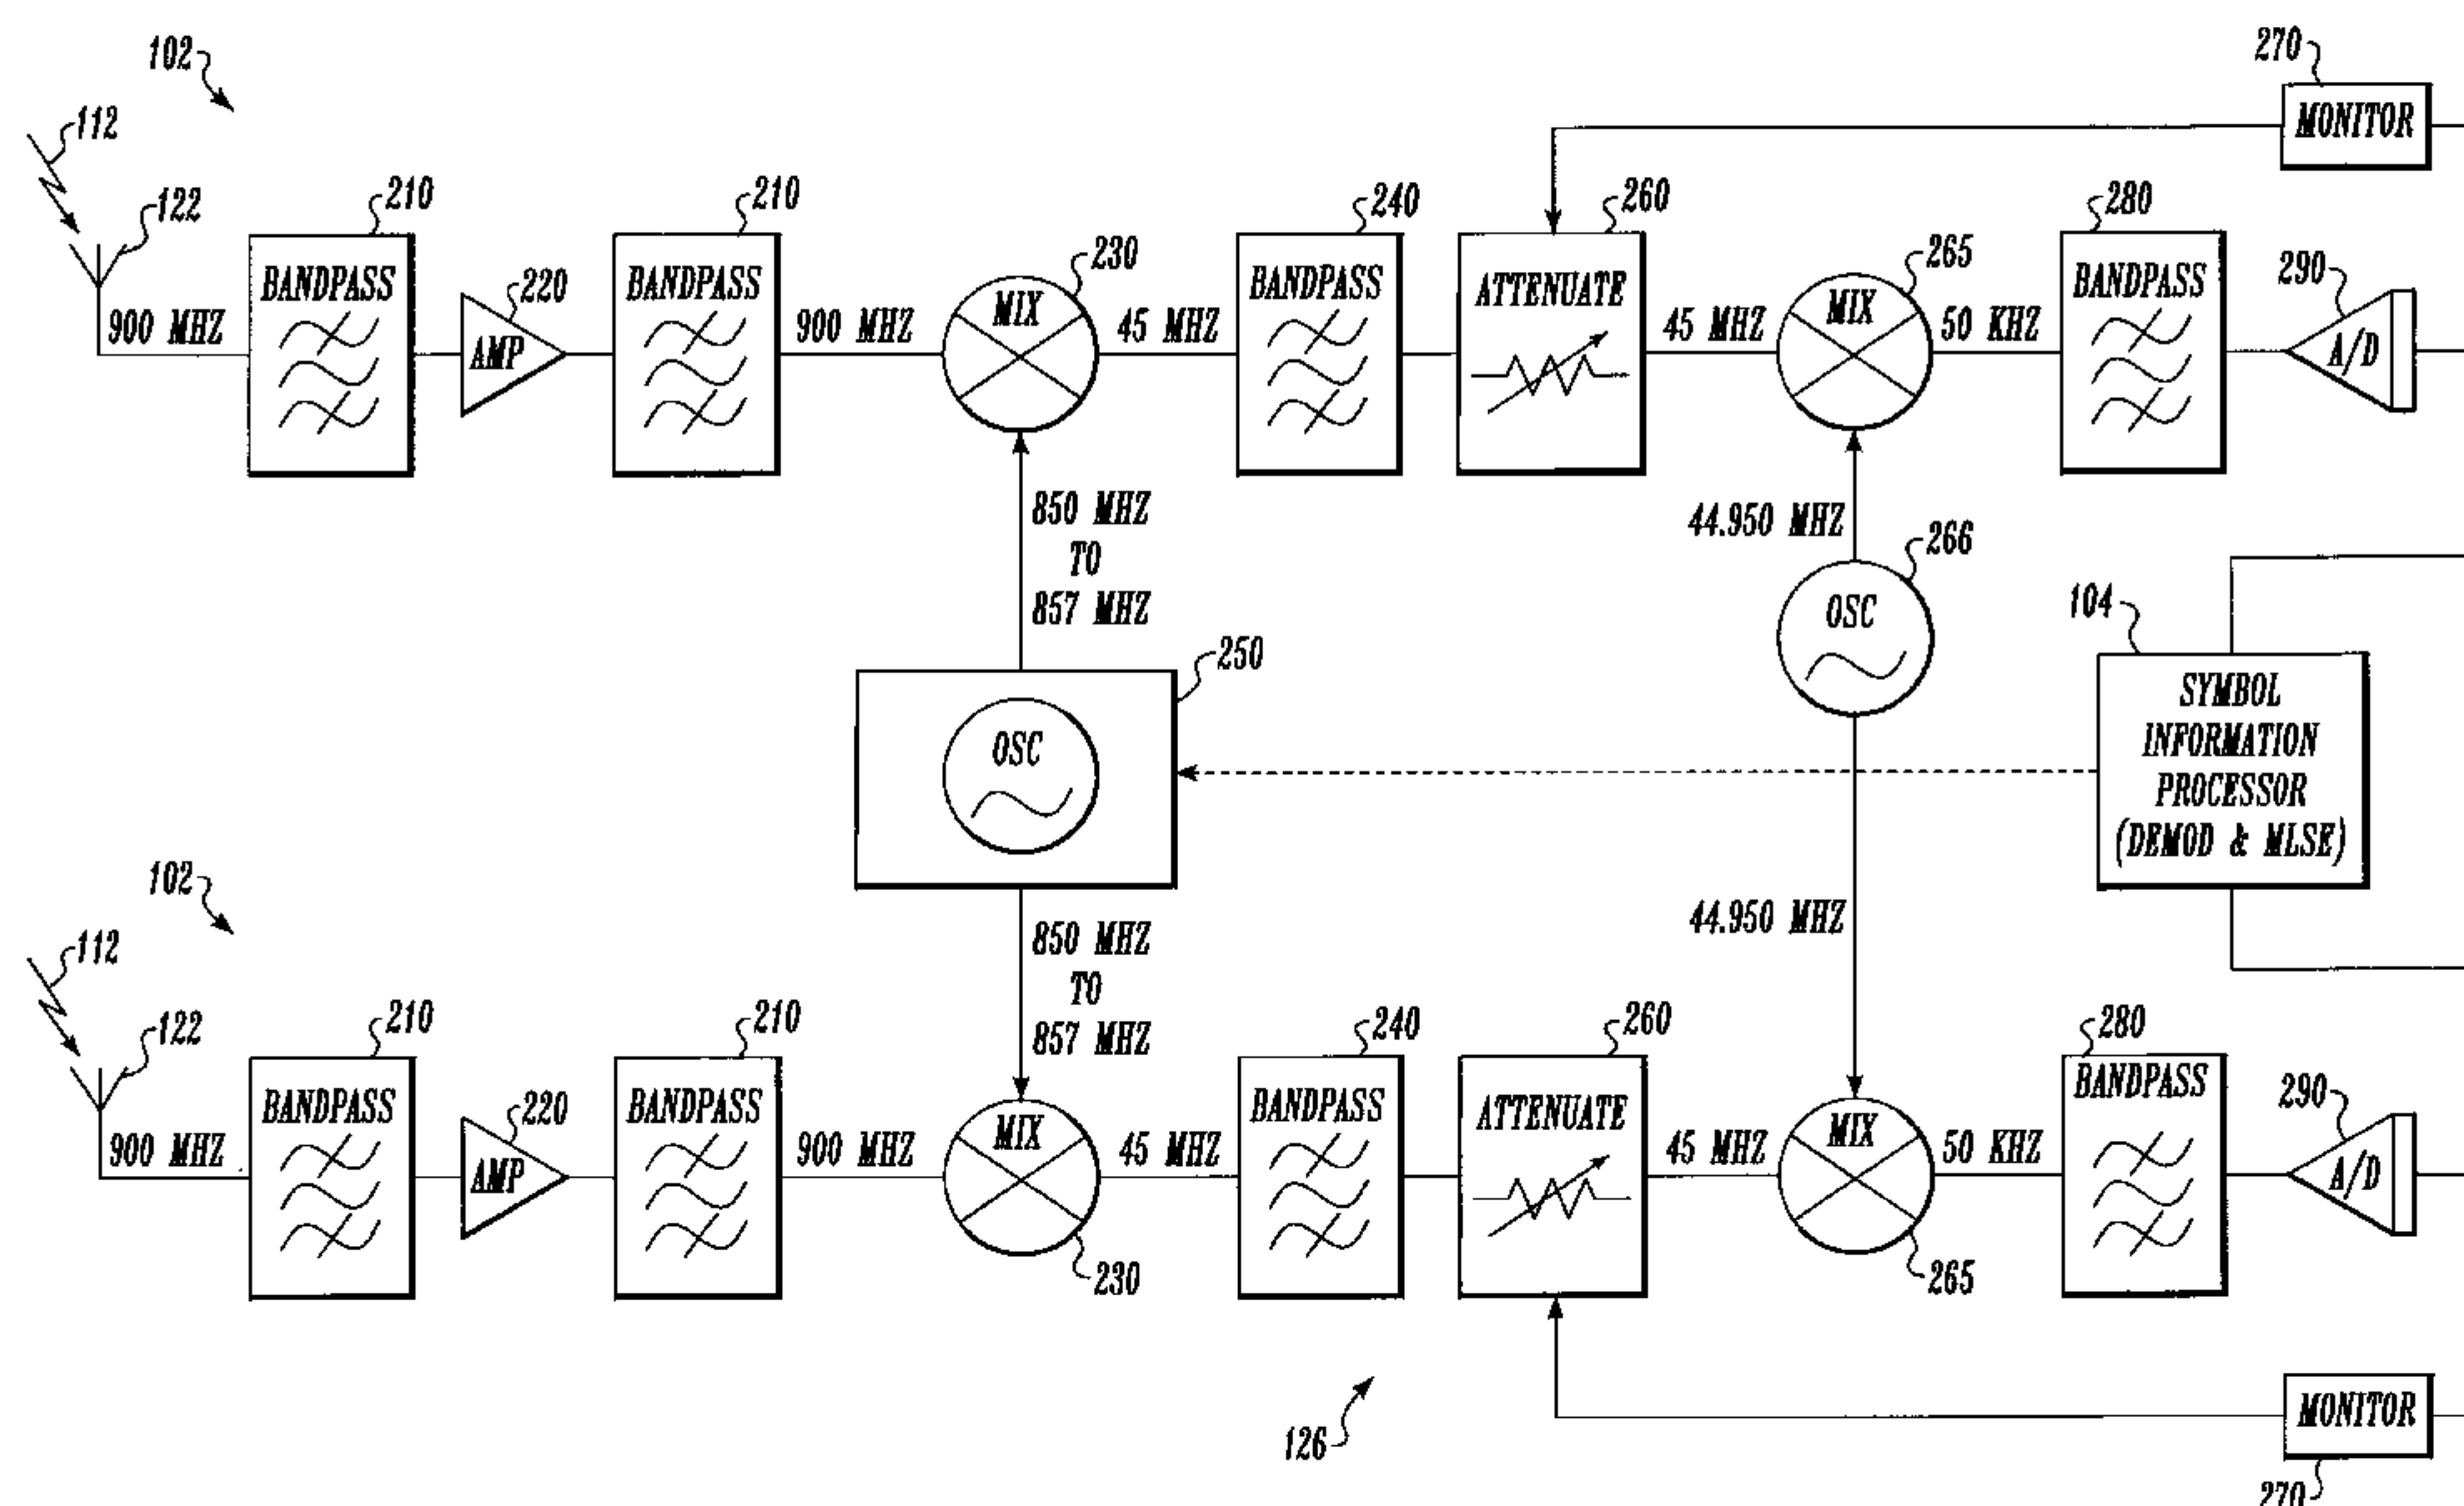 102
270
112
MONITOR
122
210
210
240
260
280
220
230
265
290
BANDPASS
BANDPASS
MIX
BANDPASS
ATTENUATE
MIX
BANDPASS
900 MHZ
AMP
900 MHZ
45 MHZ
45 MHZ
50 KHZ
A/D
850 MHZ
TO
857 MHZ
44.950 MHZ
266
OSC
104
250
OSC
SYMBOL
INFORMATION
PROCESSOR
(DEMOD & MLSE)
102
112
850 MHZ
TO
857 MHZ
44.950 MHZ
122
210
210
240
260
280
220
290
BANDPASS
BANDPASS
MIX
BANDPASS
ATTENUATE
MIX
BANDPASS
900 MHZ
AMP
900 MHZ
45 MHZ
45 MHZ
50 KHZ
A/D
230
265
126
MONITOR
270